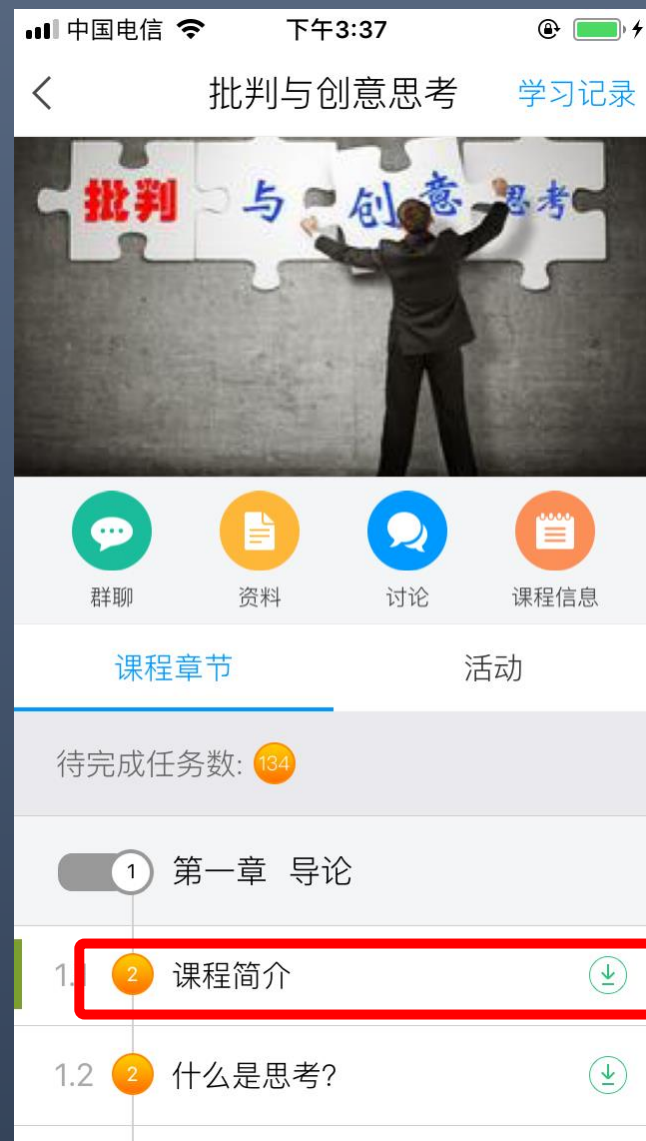 中国电信 下午3:37
批判与创意思考 学习记录
批判 与 创 意 思考
群聊 资料 讨论 课程信息
课程章节 活动
待完成任务数: 134
1 第一章 导论
1.1 2 课程简介
1.2 2 什么是思考?